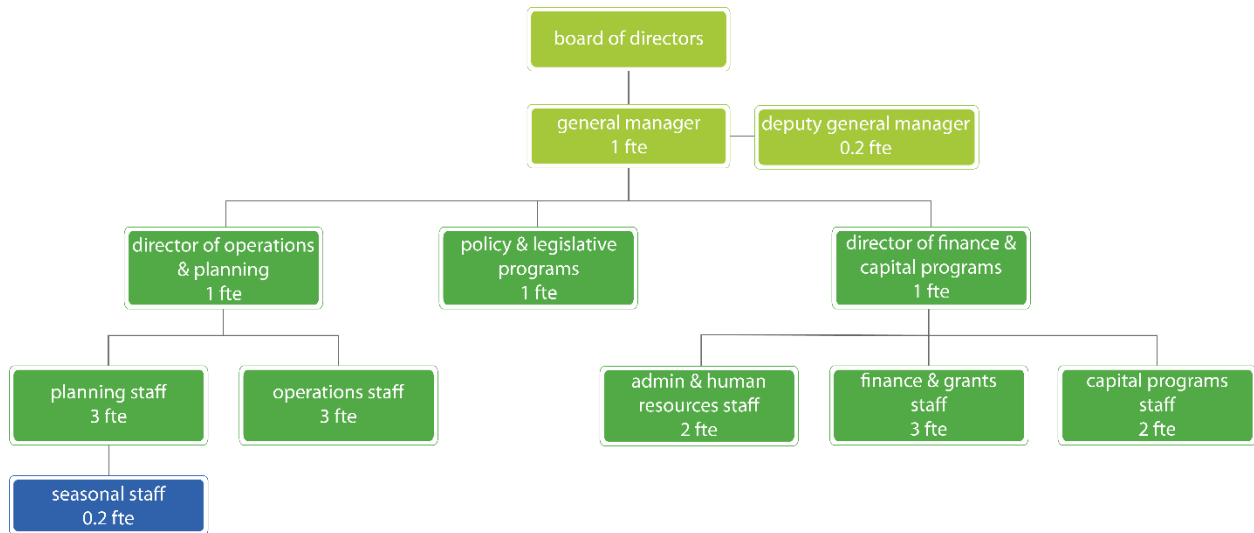 board of directors
general manager
1 fte
deputy general manager
0.2 fte
director of operations
& planning
1 fte
policy & legislative
programs
1 fte
director of finance &
capital programs
1 fte
planning staff
3 fte
operations staff
3 fte
admin & human
resources staff
2 fte
finance & grants
staff
3 fte
capital programs
staff
2 fte
seasonal staff
0.2 fte